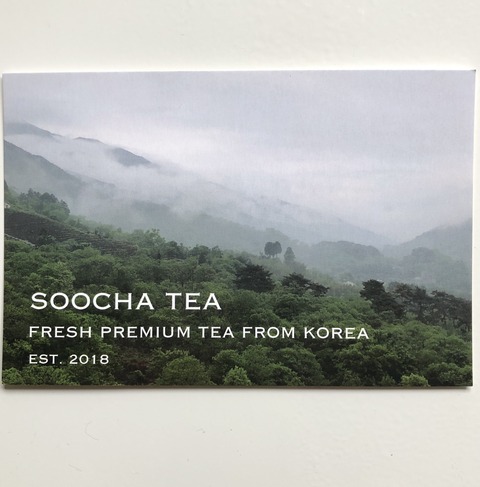 SOOCHA TEA
FRESH PREMIUM TEA FROM KOREA
EST. 2018